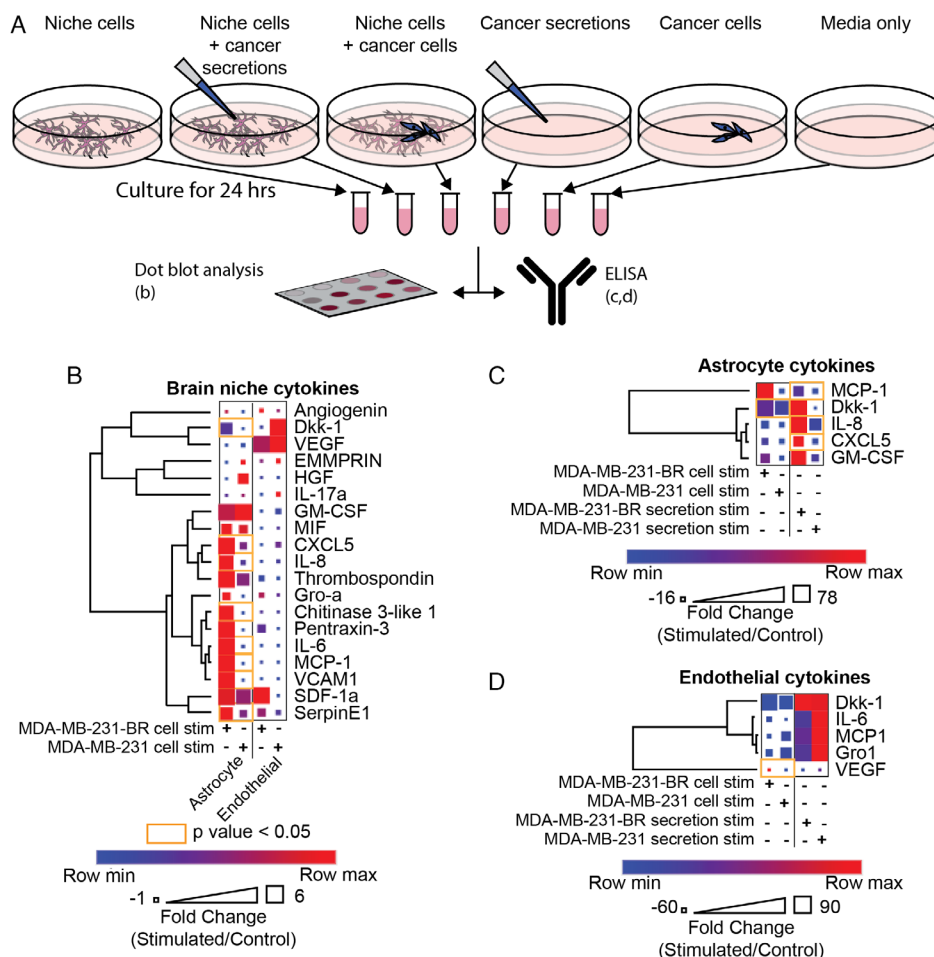 A
Niche cells
Niche cells
+ cancer
secretions
Niche cells
+ cancer cells
Cancer secretions
Cancer cells
Media only
Culture for 24 hrs
Dot blot analysis
(b)
ELISA
(c,d)
B
Brain niche cytokines
Angiogenin
Dkk-1
VEGF
EMMPRIN
HGF
IL-17a
GM-CSF
MIF
CXCL5
IL-8
Thrombospondin
Gro-a
Chitinase 3-like 1
Pentraxin-3
IL-6
MCP-1
VCAM1
SDF-1a
SerpinE1
MDA-MB-231-BR cell stim + - + -
MDA-MB-231 cell stim - + - +
Astrocyte
Endothelial
p value < 0.05
Row min
Row max
-1
6
Fold Change
(Stimulated/Control)
C
Astrocyte cytokines
MCP-1
Dkk-1
IL-8
CXCL5
GM-CSF
MDA-MB-231-BR cell stim + - - -
MDA-MB-231 cell stim - + - -
MDA-MB-231-BR secretion stim - - + -
MDA-MB-231 secretion stim - - - +
Row min
Row max
-16
78
Fold Change
(Stimulated/Control)
D
Endothelial cytokines
Dkk-1
IL-6
MCP1
Gro1
VEGF
MDA-MB-231-BR cell stim + - - -
MDA-MB-231 cell stim - + - -
MDA-MB-231-BR secretion stim - - + -
MDA-MB-231 secretion stim - - - +
Row min
Row max
-60
90
Fold Change
(Stimulated/Control)